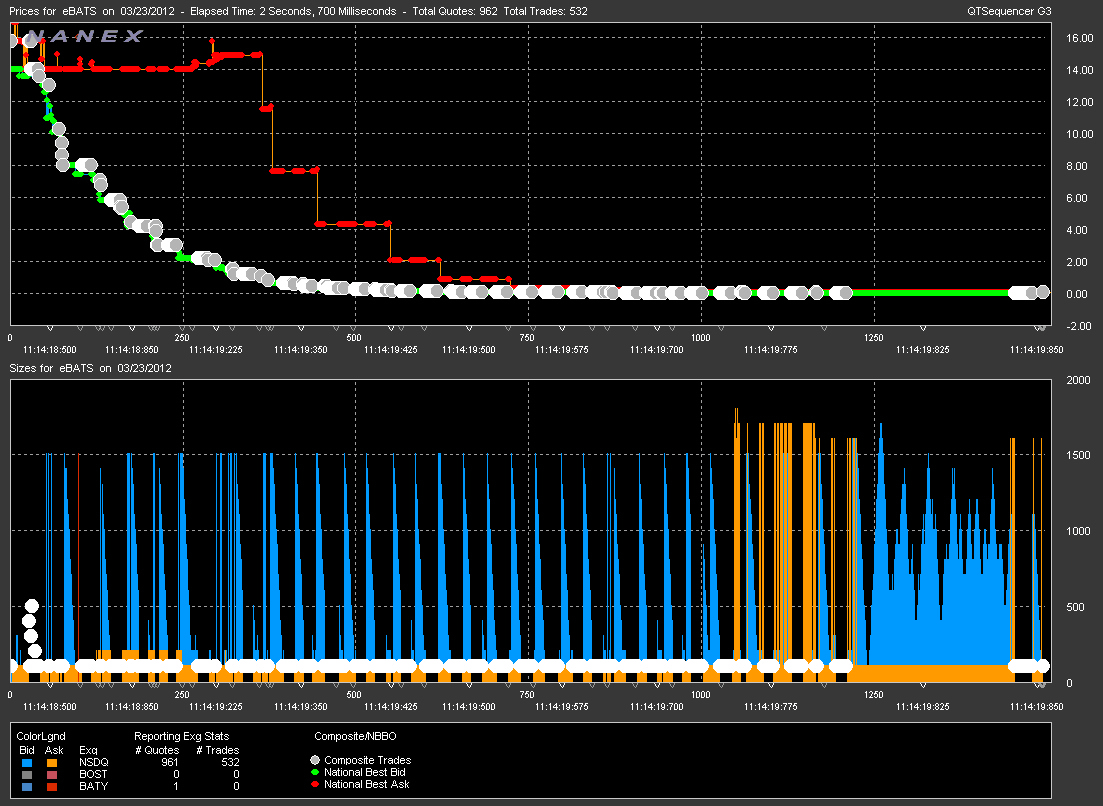 Prices for eBATS on 03/23/2012 - Elapsed Time: 2 Seconds, 700 Milliseconds - Total Quotes: 962 Total Trades: 532 QTSequencer G3
NANEX
16.00
14.00
12.00
10.00
8.00
6.00
4.00
2.00
0.00
-2.00
0 250 500 750 1000 1250
11:14:18:500 11:14:18:850 11:14:19:225 11:14:19:350 11:14:19:425 11:14:19:575 11:14:19:700 11:14:19:775 11:14:19:825 11:14:19:850
Sizes for eBATS on 03/23/2012
2000
1500
1000
500
0
0 250 500 750 1000 1250
11:14:18:500 11:14:18:850 11:14:19:225 11:14:19:350 11:14:19:425 11:14:19:575 11:14:19:700 11:14:19:775 11:14:19:825 11:14:19:850
ColorLgnd Reporting Exg Stats Composite/NBBO
Bid Ask Exq # Quotes # Trades
NSDQ 961 532 Composite Trades
BOST 0 0 National Best Bid
BATY 1 0 National Best Ask